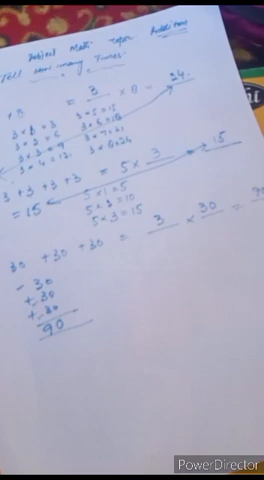 Subject Math Topic Addition
Tell how many Times.
+3 = 3 × 8 = 24.
3 × 1 = 3 3 × 5 = 15
3 × 2 = 6 3 × 6 = 18
3 × 3 = 9 3 × 7 = 21
3 × 4 = 12. 3 × 8 = 24
3 + 3 + 3 + 3 = 5 × 3 = 15
= 15 5 × 1 = 5
5 × 2 = 10
5 × 3 = 15
30 + 30 + 30 = 3 × 30 =
30
+ 30
+ 30
90
PowerDirector